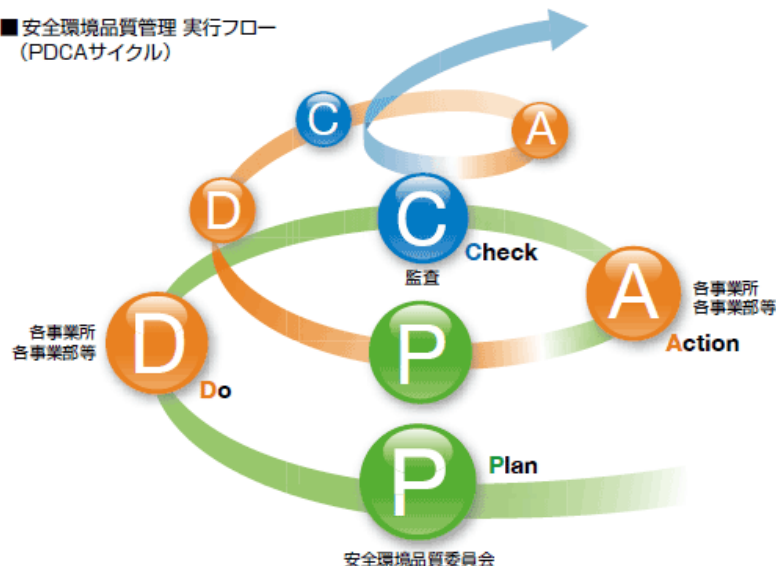 ■安全環境品質管理 実行フロー
(PDCAサイクル)
C
A
D
C
Check
監査
A
各事業所
各事業部等
Action
各事業所
各事業部等
D
Do
P
P
Plan
安全環境品質委員会